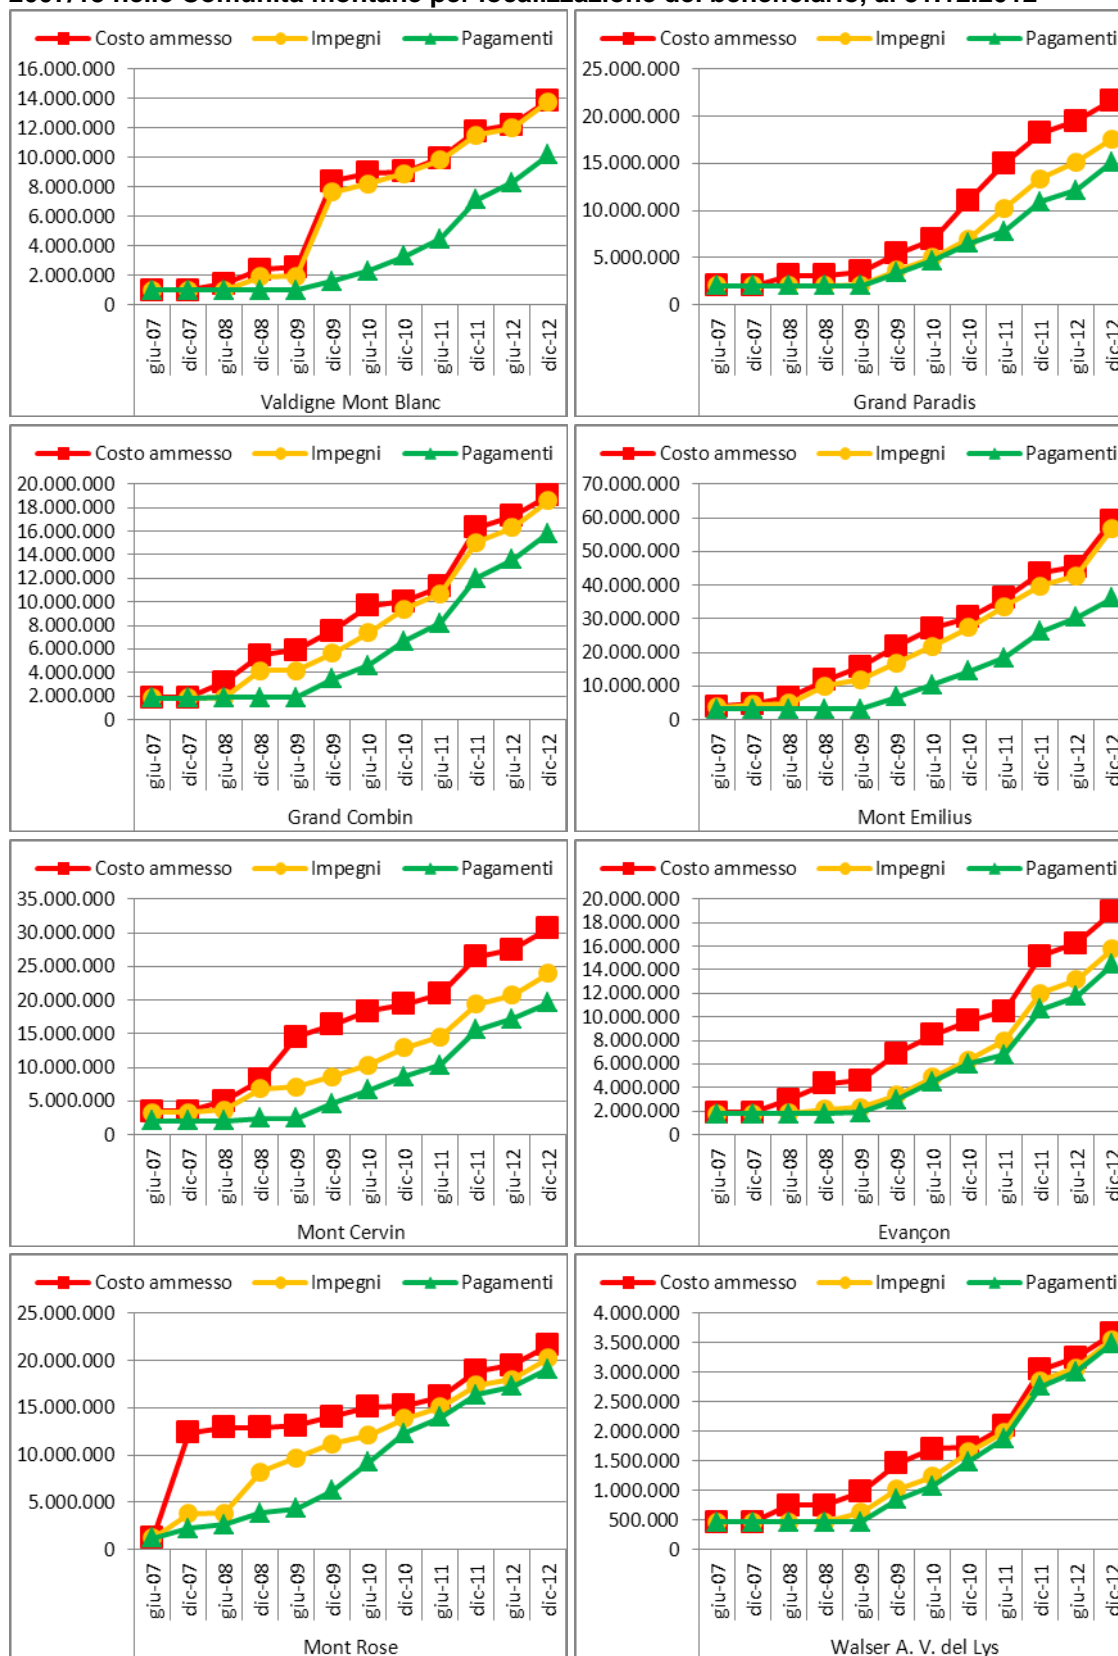 2007/13 nelle Comunità montane per localizzazione del beneficiario, al 31.12.2012
Costo ammesso Impegni Pagamenti
16.000.000
14.000.000
12.000.000
10.000.000
8.000.000
6.000.000
4.000.000
2.000.000
0
giu-07 dic-07 giu-08 dic-08 giu-09 dic-09 giu-10 dic-10 giu-11 dic-11 giu-12 dic-12
Valdigne Mont Blanc
Costo ammesso Impegni Pagamenti
25.000.000
20.000.000
15.000.000
10.000.000
5.000.000
0
giu-07 dic-07 giu-08 dic-08 giu-09 dic-09 giu-10 dic-10 giu-11 dic-11 giu-12 dic-12
Grand Paradis
Costo ammesso Impegni Pagamenti
20.000.000
18.000.000
16.000.000
14.000.000
12.000.000
10.000.000
8.000.000
6.000.000
4.000.000
2.000.000
0
giu-07 dic-07 giu-08 dic-08 giu-09 dic-09 giu-10 dic-10 giu-11 dic-11 giu-12 dic-12
Grand Combin
Costo ammesso Impegni Pagamenti
70.000.000
60.000.000
50.000.000
40.000.000
30.000.000
20.000.000
10.000.000
0
giu-07 dic-07 giu-08 dic-08 giu-09 dic-09 giu-10 dic-10 giu-11 dic-11 giu-12 dic-12
Mont Emilius
Costo ammesso Impegni Pagamenti
35.000.000
30.000.000
25.000.000
20.000.000
15.000.000
10.000.000
5.000.000
0
giu-07 dic-07 giu-08 dic-08 giu-09 dic-09 giu-10 dic-10 giu-11 dic-11 giu-12 dic-12
Mont Cervin
Costo ammesso Impegni Pagamenti
20.000.000
18.000.000
16.000.000
14.000.000
12.000.000
10.000.000
8.000.000
6.000.000
4.000.000
2.000.000
0
giu-07 dic-07 giu-08 dic-08 giu-09 dic-09 giu-10 dic-10 giu-11 dic-11 giu-12 dic-12
Evançon
Costo ammesso Impegni Pagamenti
25.000.000
20.000.000
15.000.000
10.000.000
5.000.000
0
giu-07 dic-07 giu-08 dic-08 giu-09 dic-09 giu-10 dic-10 giu-11 dic-11 giu-12 dic-12
Mont Rose
Costo ammesso Impegni Pagamenti
4.000.000
3.500.000
3.000.000
2.500.000
2.000.000
1.500.000
1.000.000
500.000
0
giu-07 dic-07 giu-08 dic-08 giu-09 dic-09 giu-10 dic-10 giu-11 dic-11 giu-12 dic-12
Walser A. V. del Lys